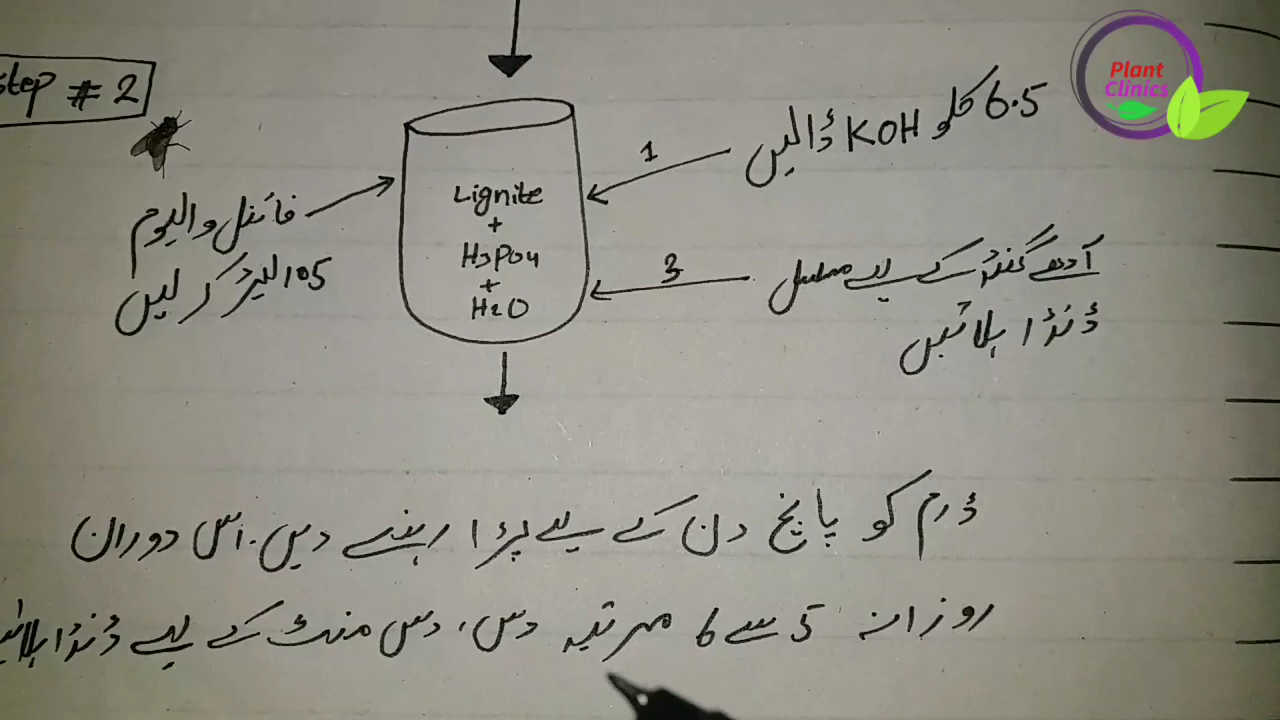 Step # 2
Plant
Clinics
6.5 کلو KOH ڈالیں
1
Lignite
+
H3PO4
+
H2O
فائنل والیوم
105 لیٹر کر لیں
3
آدھے گھنٹے کے لیے مسلسل
ڈنڈا ہلائیں
ڈرم کو پانچ دن کے لیے پڑا رہنے دیں. اس دوران
روزانہ 5 سے 6 مرتبہ دس، دس منٹ کے لیے ڈنڈا ہلائیں